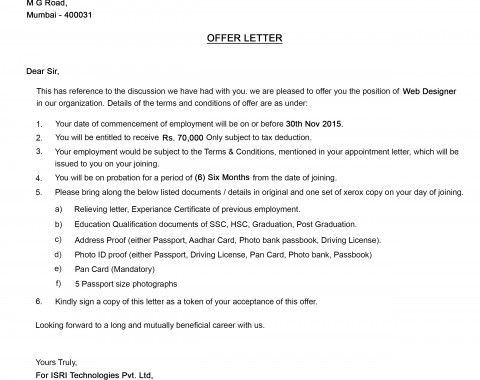 M G Road,
Mumbai - 400031
OFFER LETTER
Dear Sir,
This has reference to the discussion we have had with you. we are pleased to offer you the position of Web Designer
in our organization. Details of the terms and conditions of offer are as under:
1. Your date of commencement of employment will be on or before 30th Nov 2015.
2. You will be entitled to receive Rs. 70,000 Only subject to tax deduction.
3. Your employment would be subject to the Terms & Conditions, mentioned in your appointment letter, which will be
issued to you on your joining.
4. You will be on probation for a period of (6) Six Months from the date of joining.
5. Please bring along the below listed documents / details in original and one set of xerox copy on your day of joining.
a) Relieving letter, Experiance Certificate of previous employment.
b) Education Qualification documents of SSC, HSC, Graduation, Post Graduation.
c) Address Proof (either Passport, Aadhar Card, Photo bank passbook, Driving License).
d) Photo ID proof (either Passport, Driving License, Pan Card, Photo bank, Passbook)
e) Pan Card (Mandatory)
f) 5 Passport size photographs
6. Kindly sign a copy of this letter as a token of your acceptance of this offer.
Looking forward to a long and mutually beneficial career with us.
Yours Truly,
For ISRI Technologies Pvt. Ltd,